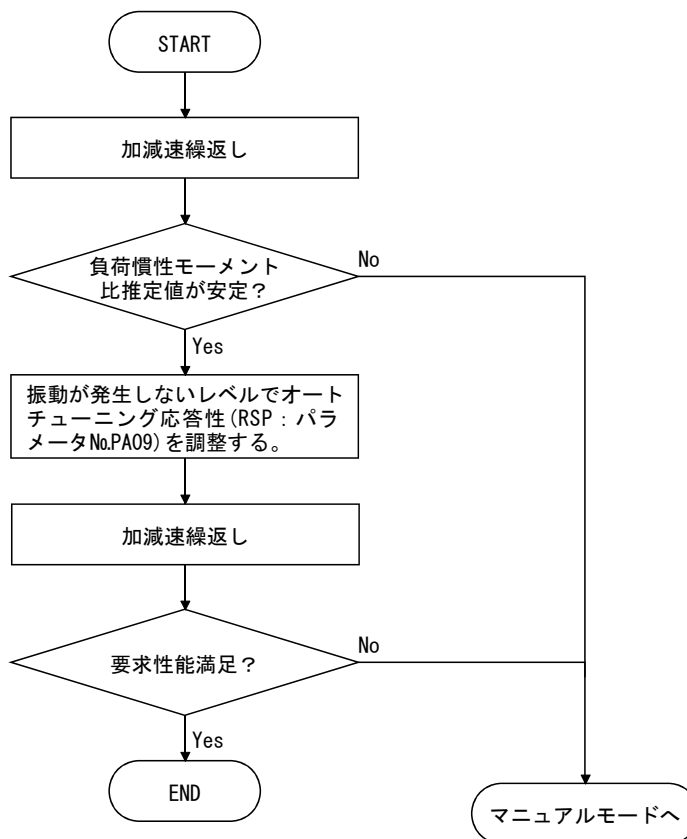 START
加減速繰返し
負荷慣性モーメント
比推定値が安定？
No
Yes
振動が発生しないレベルでオート
チューニング応答性(RSP：パラ
メータNo.PA09)を調整する。
加減速繰返し
要求性能満足？
No
Yes
END
マニュアルモードへ